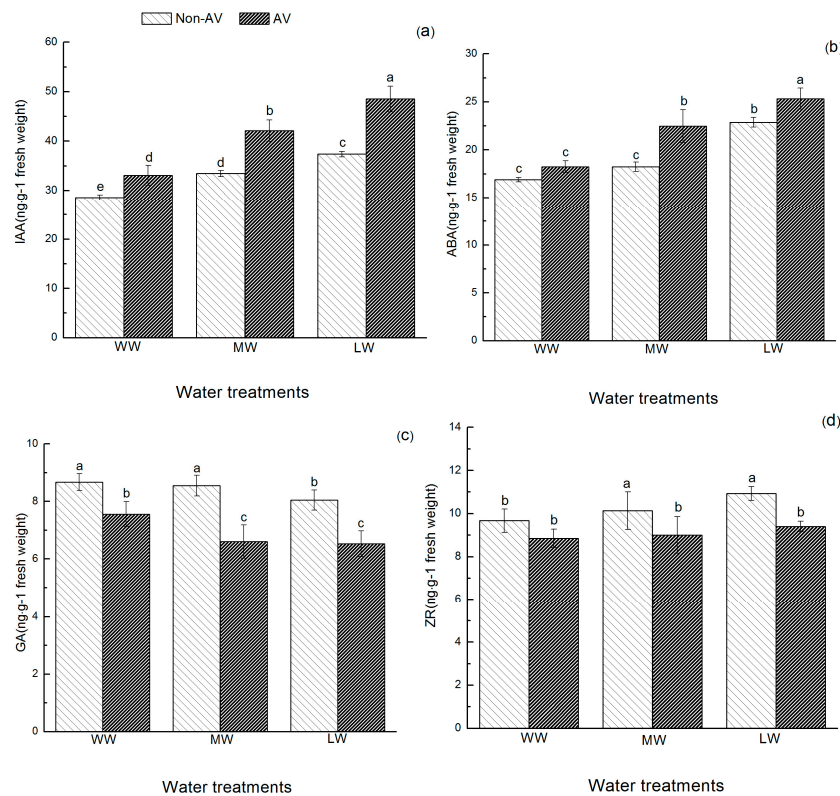 Non-AV AV
(a)
60
50
40
30
20
10
0
IAA(ng·g-1 fresh weight)
e d d b c a
WW MW LW
Water treatments
(b)
30
25
20
15
10
5
0
ABA(ng·g-1 fresh weight)
c c c b b a
WW MW LW
Water treatments
(c)
10
8
6
4
2
0
GA(ng·g-1 fresh weight)
a b a c b c
WW MW LW
Water treatments
(d)
14
12
10
8
6
4
2
0
ZR(ng·g-1 fresh weight)
b b a b a b
WW MW LW
Water treatments